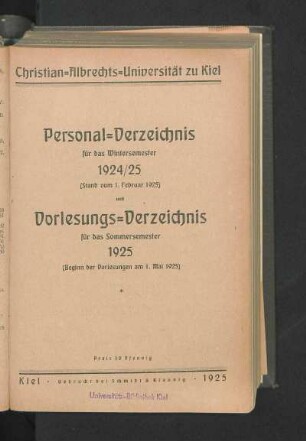 Christian=Albrechts=Universität zu Kiel
Personal=Verzeichnis
für das Wintersemester
1924/25
(Stand vom 1. Februar 1925)
und
Vorlesungs=Verzeichnis
für das Sommersemester
1925
(Beginn der Vorlesungen am 1. Mai 1925)
Preis 50 Pfennig
Kiel · Gedruckt bei Schmidt & Klaunig · 1925
Universitäts-Bibliothek Kiel